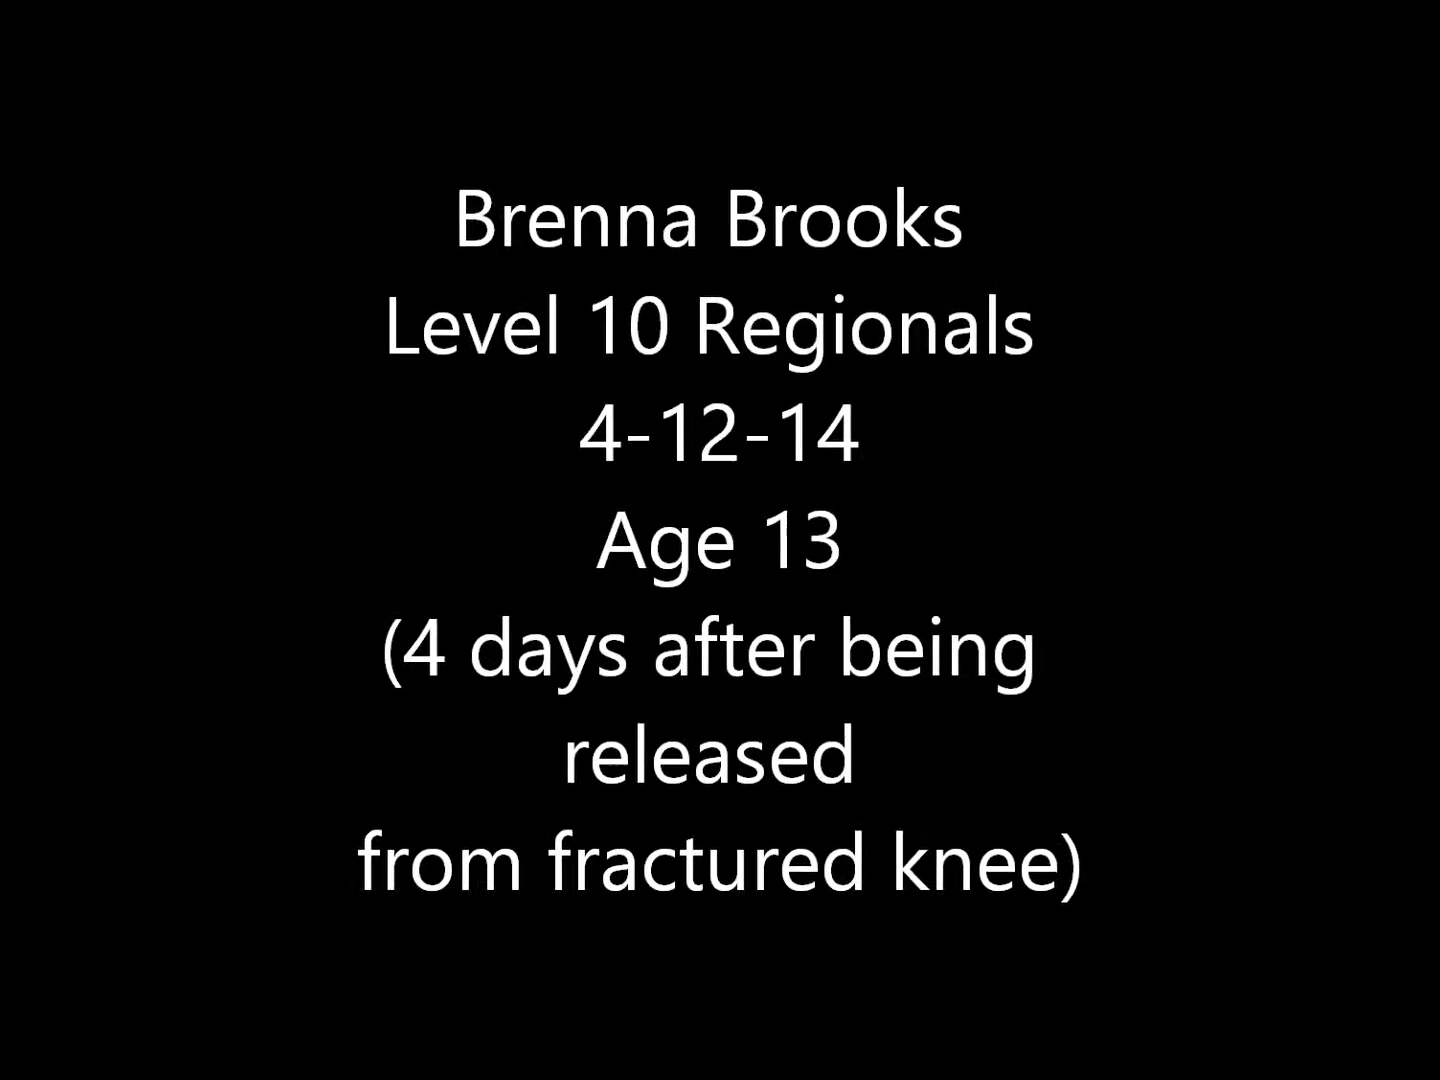 Brenna Brooks
Level 10 Regionals
4-12-14
Age 13
(4 days after being
released
from fractured knee)